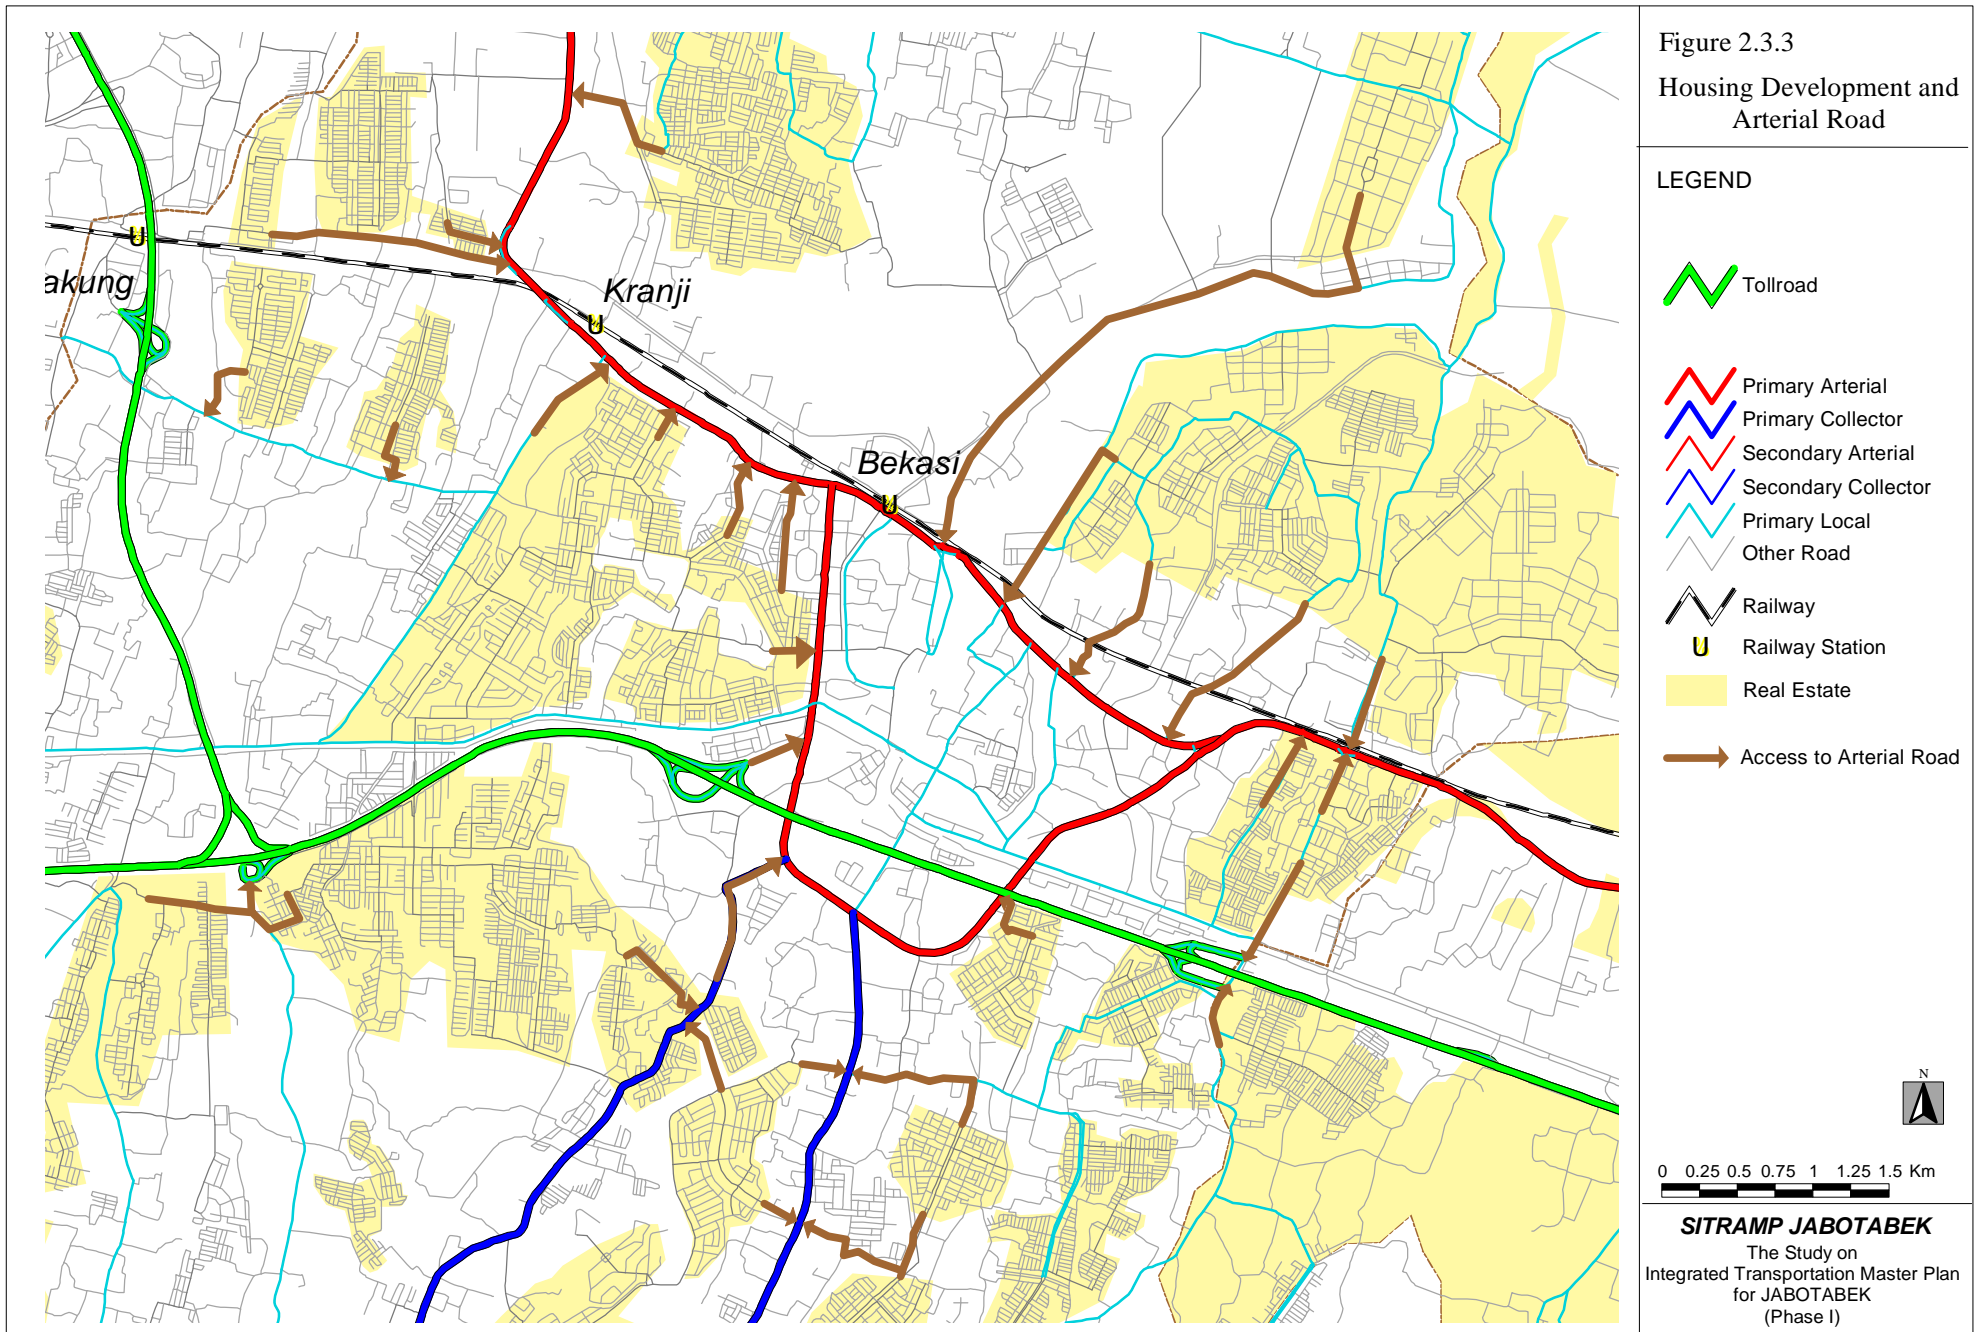 Figure 2.3.3
Housing Development and
Arterial Road
LEGEND
Tollroad
Primary Arterial
Primary Collector
Secondary Arterial
Secondary Collector
Primary Local
Other Road
Railway
U Railway Station
Real Estate
Access to Arterial Road
N
0 0.25 0.5 0.75 1 1.25 1.5 Km
SITRAMP JABOTABEK
The Study on
Integrated Transportation Master Plan
for JABOTABEK
(Phase I)
U
akung
Kranji
U
Bekasi
U